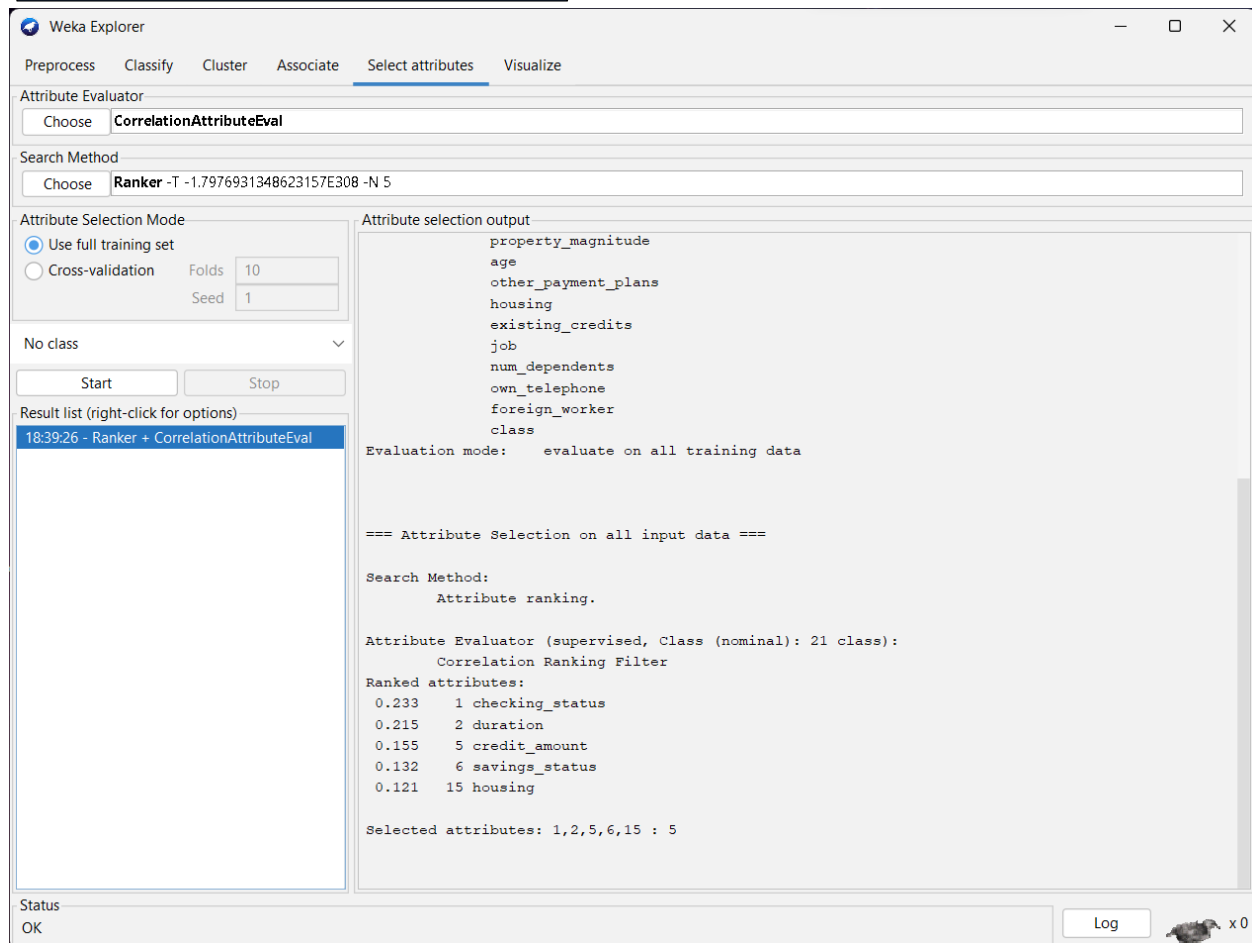 Weka Explorer
Preprocess Classify Cluster Associate Select attributes Visualize
Attribute Evaluator
Choose CorrelationAttributeEval
Search Method
Choose Ranker -T -1.7976931348623157E308 -N 5
Attribute Selection Mode
Use full training set
Cross-validation Folds 10
Seed 1
No class
Start Stop
Result list (right-click for options)
18:39:26 - Ranker + CorrelationAttributeEval
Attribute selection output
property_magnitude
age
other_payment_plans
housing
existing_credits
job
num_dependents
own_telephone
foreign_worker
class
Evaluation mode: evaluate on all training data
=== Attribute Selection on all input data ===
Search Method:
Attribute ranking.
Attribute Evaluator (supervised, Class (nominal): 21 class):
Correlation Ranking Filter
Ranked attributes:
0.233 1 checking_status
0.215 2 duration
0.155 5 credit_amount
0.132 6 savings_status
0.121 15 housing
Selected attributes: 1,2,5,6,15 : 5
Status
OK
Log
x 0